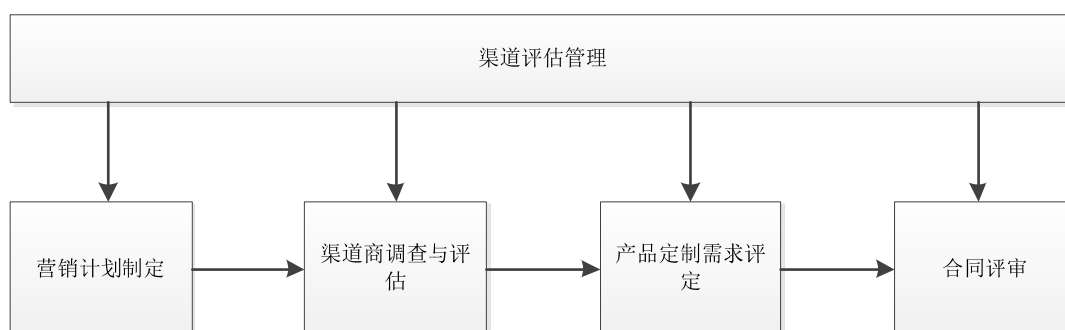 渠道评估管理
营销计划制定
渠道商调查与评
估
产品定制需求评
定
合同评审